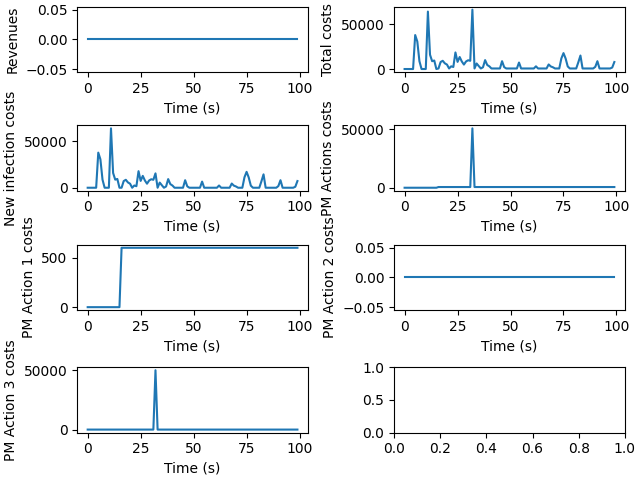 Revenues
0.05
0.00
−0.05
0 25 50 75 100
Time (s)
Total costs
50000
0
0 25 50 75 100
Time (s)
New infection costs
50000
0
0 25 50 75 100
Time (s)
PM Actions costs
50000
0
0 25 50 75 100
Time (s)
PM Action 1 costs
500
0
0 25 50 75 100
Time (s)
PM Action 2 costs
0.05
0.00
−0.05
0 25 50 75 100
Time (s)
PM Action 3 costs
50000
0
0 25 50 75 100
Time (s)
1.0
0.5
0.0
0.0 0.2 0.4 0.6 0.8 1.0